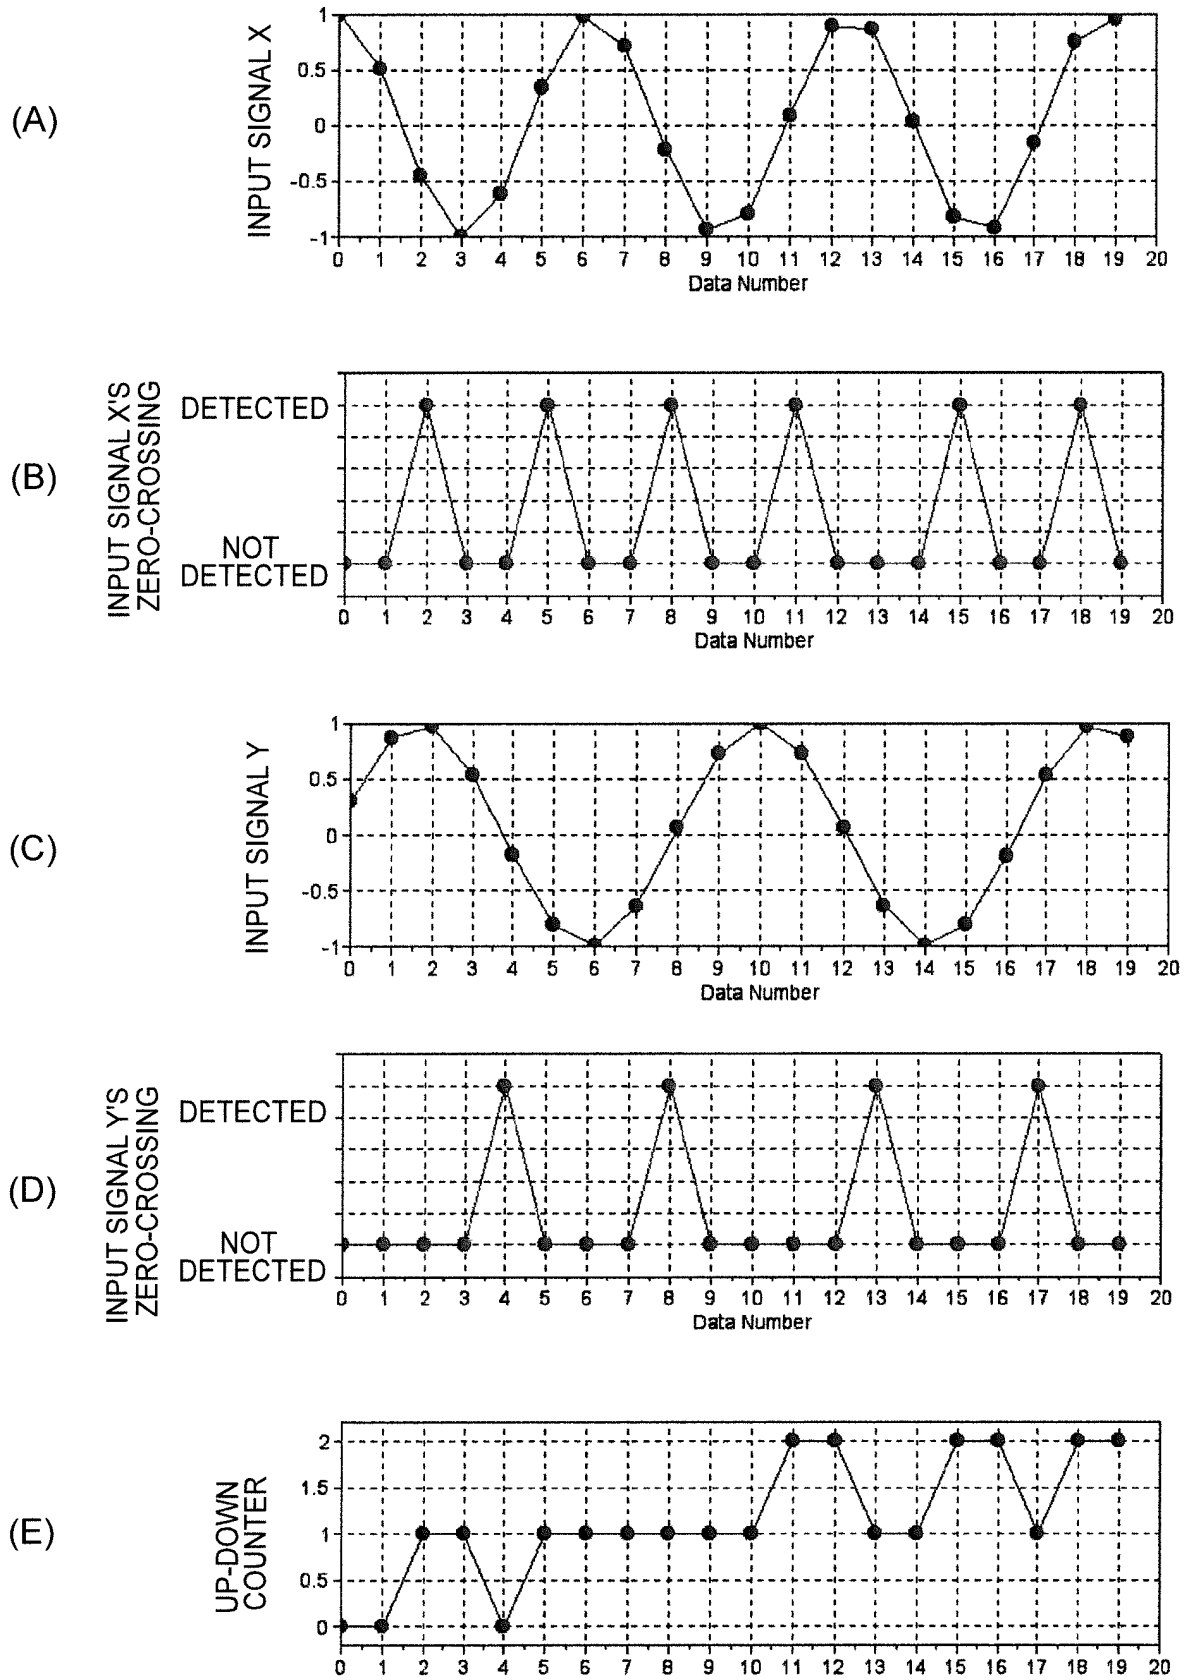 (A)
INPUT SIGNAL X
1
0.5
0
-0.5
-1
0 1 2 3 4 5 6 7 8 9 10 11 12 13 14 15 16 17 18 19 20
Data Number
(B)
INPUT SIGNAL X'S
ZERO-CROSSING
DETECTED
NOT
DETECTED
0 1 2 3 4 5 6 7 8 9 10 11 12 13 14 15 16 17 18 19 20
Data Number
(C)
INPUT SIGNAL Y
1
0.5
0
-0.5
-1
0 1 2 3 4 5 6 7 8 9 10 11 12 13 14 15 16 17 18 19 20
Data Number
(D)
INPUT SIGNAL Y'S
ZERO-CROSSING
DETECTED
NOT
DETECTED
0 1 2 3 4 5 6 7 8 9 10 11 12 13 14 15 16 17 18 19 20
Data Number
(E)
UP-DOWN
COUNTER
2
1.5
1
0.5
0
0 1 2 3 4 5 6 7 8 9 10 11 12 13 14 15 16 17 18 19 20